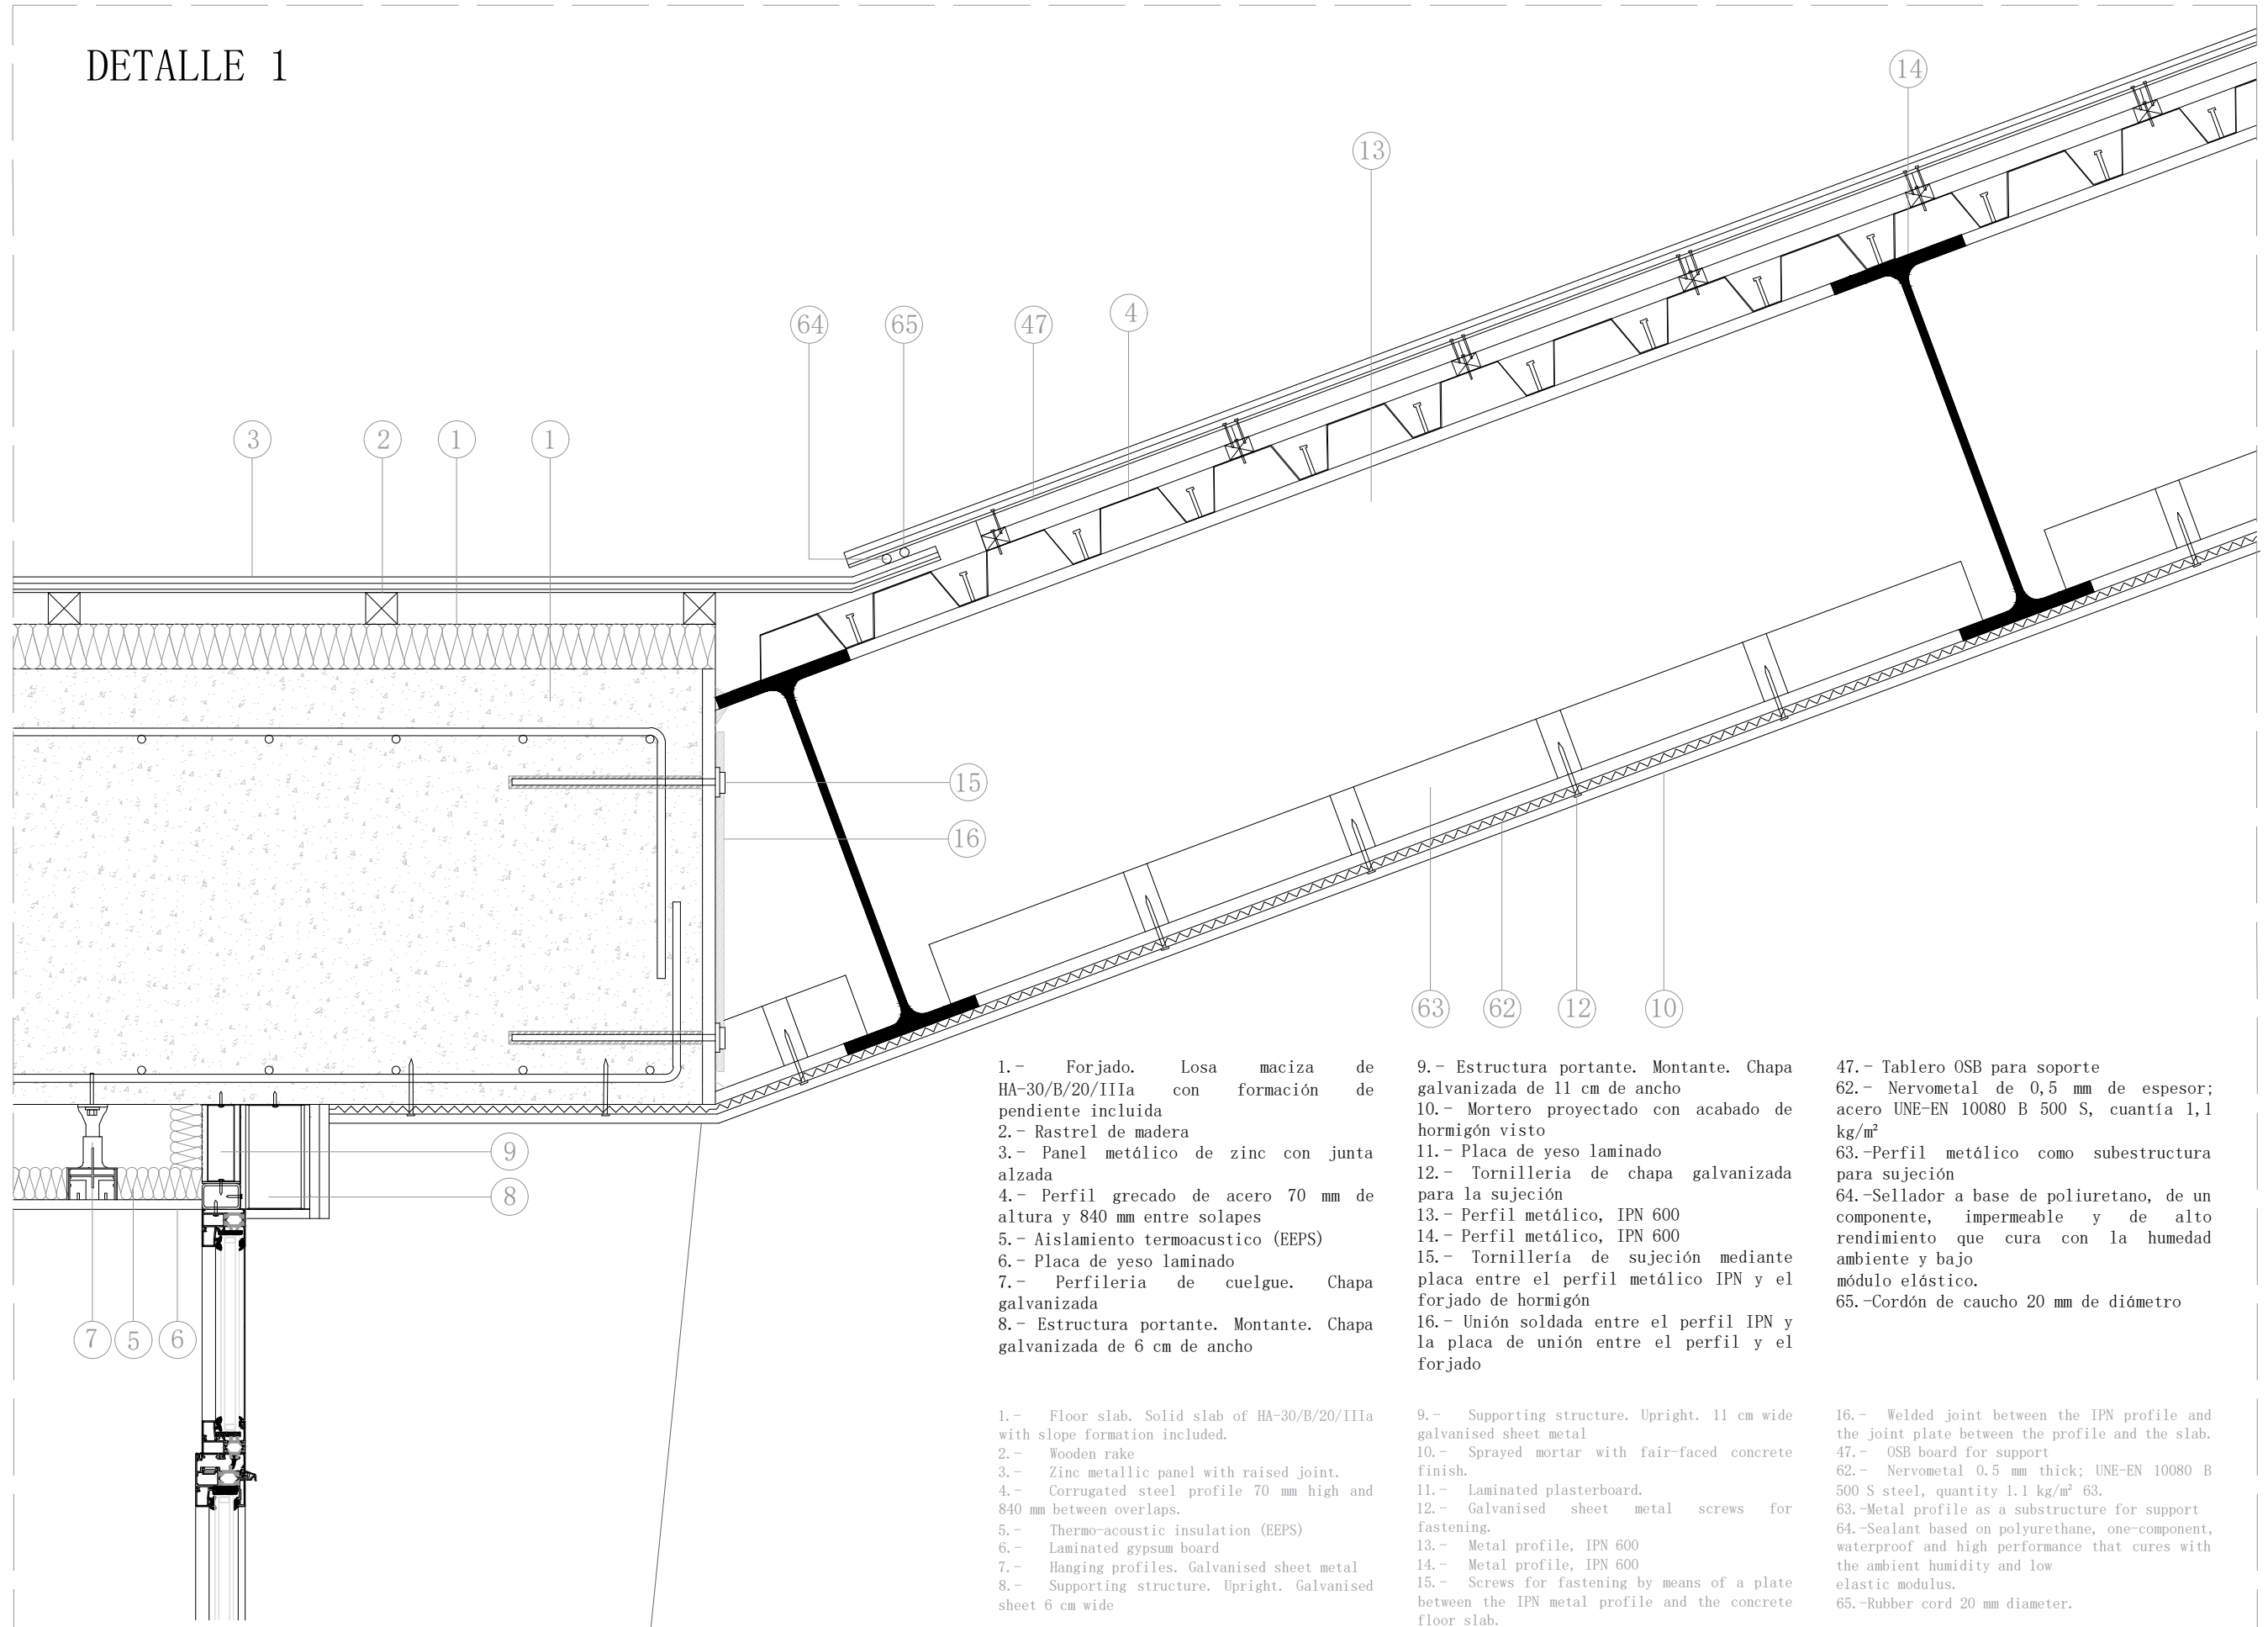 DETALLE 1
14
13
64
65
47
4
3
2
1
1
15
16
63
62
12
10
9
8
7
5
6
1.- Forjado. Losa maciza de
HA-30/B/20/IIIa con formación de
pendiente incluida
2.- Rastrel de madera
3.- Panel metálico de zinc con junta
alzada
4.- Perfil grecado de acero 70 mm de
altura y 840 mm entre solapes
5.- Aislamiento termoacustico (EEPS)
6.- Placa de yeso laminado
7.- Perfileria de cuelgue. Chapa
galvanizada
8.- Estructura portante. Montante. Chapa
galvanizada de 6 cm de ancho
9.- Estructura portante. Montante. Chapa
galvanizada de 11 cm de ancho
10.- Mortero proyectado con acabado de
hormigón visto
11.- Placa de yeso laminado
12.- Tornilleria de chapa galvanizada
para la sujeción
13.- Perfil metálico, IPN 600
14.- Perfil metálico, IPN 600
15.- Tornillería de sujeción mediante
placa entre el perfil metálico IPN y el
forjado de hormigón
16.- Unión soldada entre el perfil IPN y
la placa de unión entre el perfil y el
forjado
47.- Tablero OSB para soporte
62.- Nervometal de 0,5 mm de espesor;
acero UNE-EN 10080 B 500 S, cuantía 1,1
kg/m²
63.-Perfil metálico como subestructura
para sujeción
64.-Sellador a base de poliuretano, de un
componente, impermeable y de alto
rendimiento que cura con la humedad
ambiente y bajo
módulo elástico.
65.-Cordón de caucho 20 mm de diámetro
1.- Floor slab. Solid slab of HA-30/B/20/IIIa
with slope formation included.
2.- Wooden rake
3.- Zinc metallic panel with raised joint.
4.- Corrugated steel profile 70 mm high and
840 mm between overlaps.
5.- Thermo-acoustic insulation (EEPS)
6.- Laminated gypsum board
7.- Hanging profiles. Galvanised sheet metal
8.- Supporting structure. Upright. Galvanised
sheet 6 cm wide
9.- Supporting structure. Upright. 11 cm wide
galvanised sheet metal
10.- Sprayed mortar with fair-faced concrete
finish.
11.- Laminated plasterboard.
12.- Galvanised sheet metal screws for
fastening.
13.- Metal profile, IPN 600
14.- Metal profile, IPN 600
15.- Screws for fastening by means of a plate
between the IPN metal profile and the concrete
floor slab.
16.- Welded joint between the IPN profile and
the joint plate between the profile and the slab.
47.- OSB board for support
62.- Nervometal 0.5 mm thick; UNE-EN 10080 B
500 S steel, quantity 1.1 kg/m² 63.
63.-Metal profile as a substructure for support
64.-Sealant based on polyurethane, one-component,
waterproof and high performance that cures with
the ambient humidity and low
elastic modulus.
65.-Rubber cord 20 mm diameter.